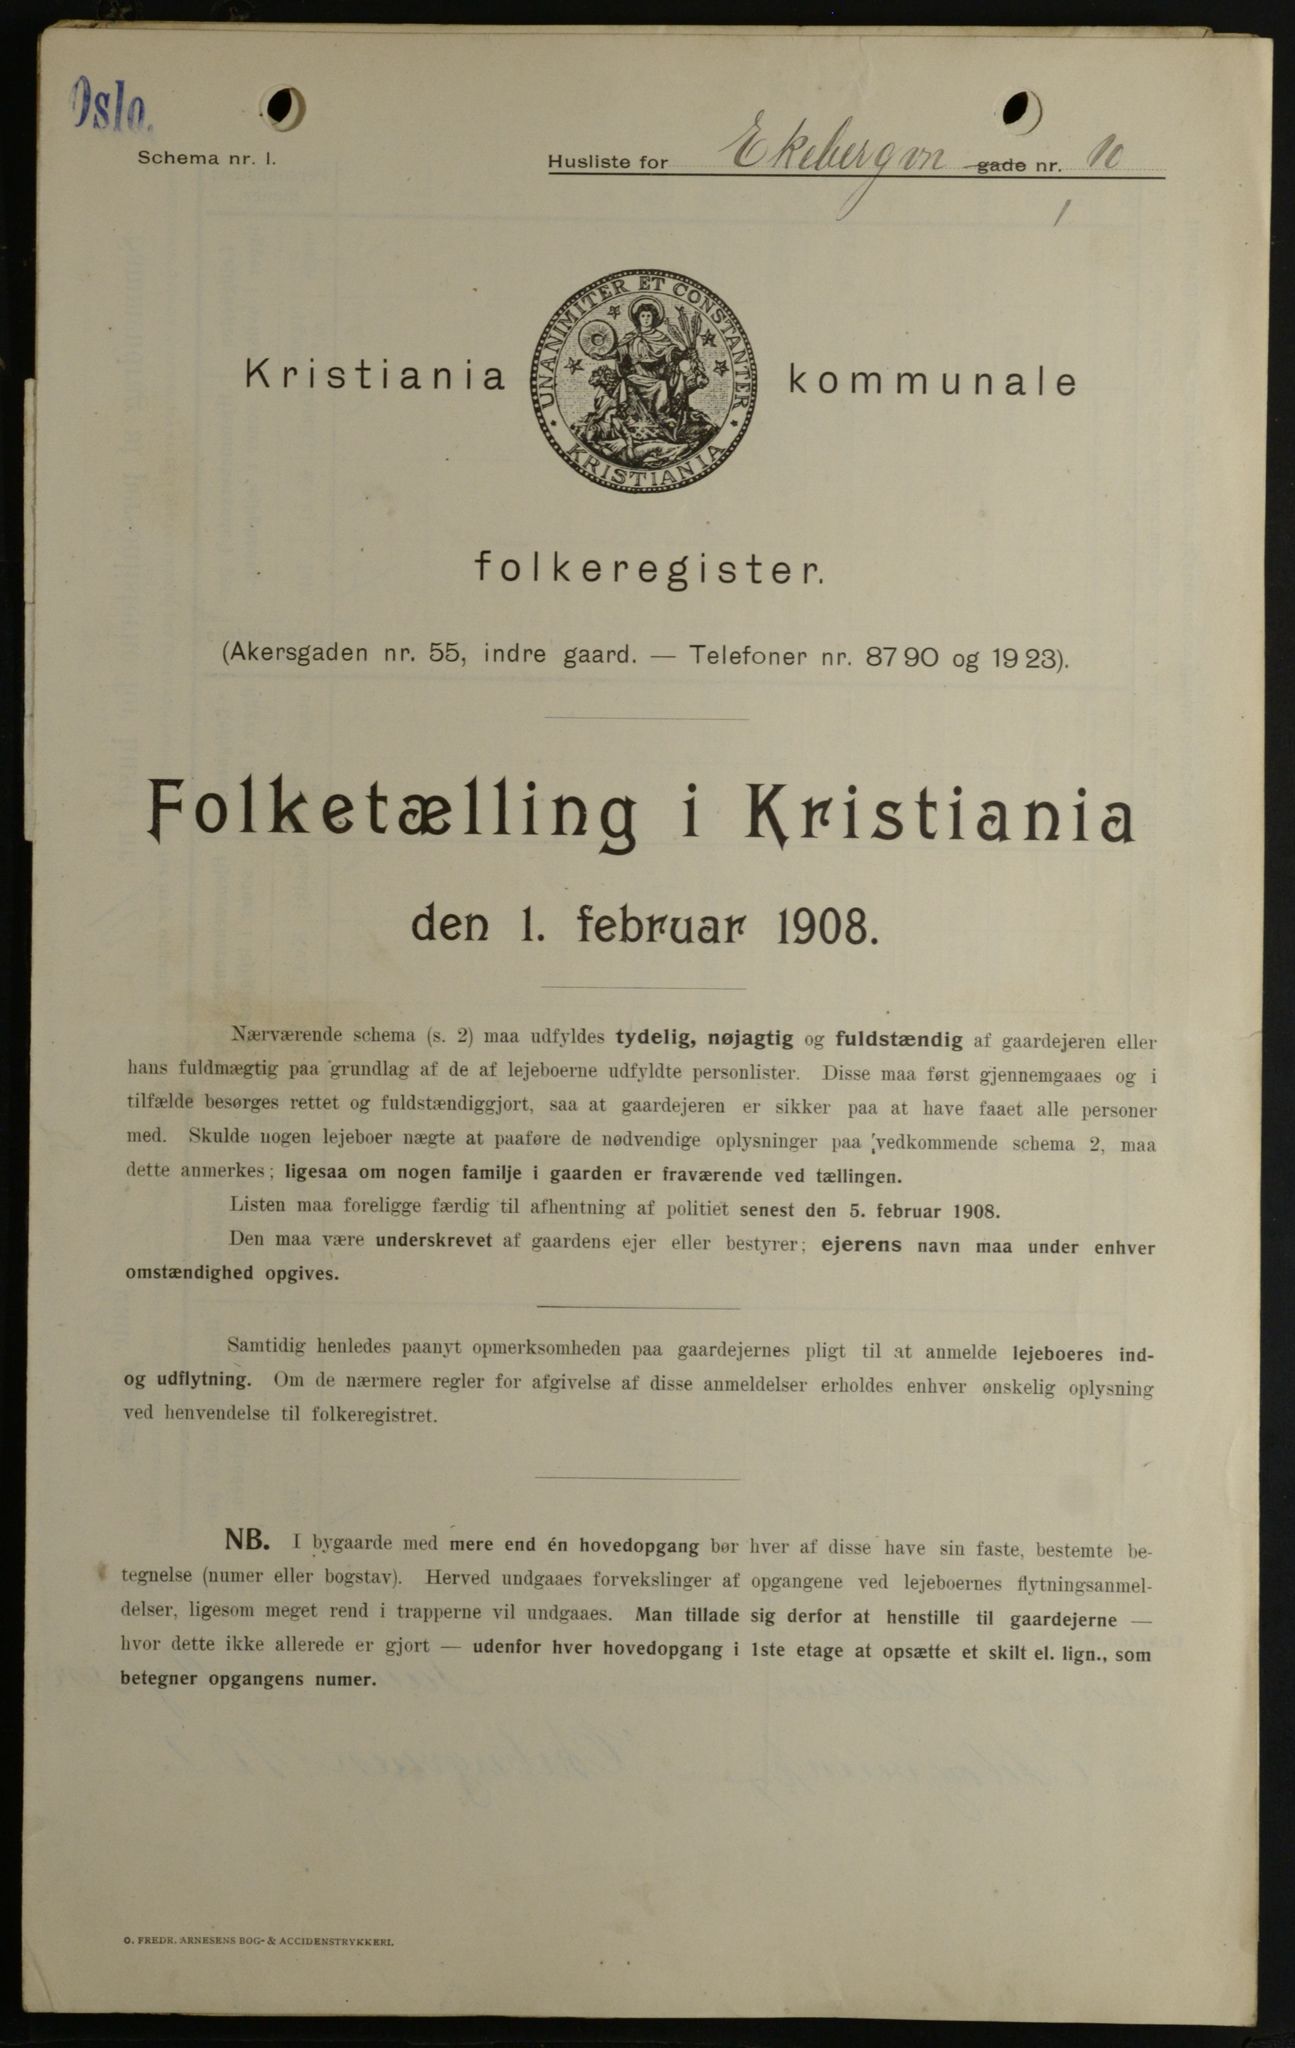 Oslo.
Schema nr. 1.
Husliste for Ekebergvn gade nr. 10
1
UNANIMITER ET CONSTANTER
KRISTIANIA
Kristiania kommunale
folkeregister.
(Akersgaden nr. 55, indre gaard. — Telefoner nr. 8790 og 1923).
Folketælling i Kristiania
den 1. februar 1908.
Nærværende schema (s. 2) maa udfyldes tydelig, nøjagtig og fuldstændig af gaardejeren eller
hans fuldmægtig paa grundlag af de af lejeboerne udfyldte personlister. Disse maa først gjennemgaaes og i
tilfælde besørges rettet og fuldstændiggjort, saa at gaardejeren er sikker paa at have faaet alle personer
med. Skulde nogen lejeboer nægte at paaføre de nødvendige oplysninger paa vedkommende schema 2, maa
dette anmerkes; ligesaa om nogen familje i gaarden er fraværende ved tællingen.
Listen maa foreligge færdig til afhentning af politiet senest den 5. februar 1908.
Den maa være underskrevet af gaardens ejer eller bestyrer; ejerens navn maa under enhver
omstændighed opgives.
Samtidig henledes paanyt opmerksomheden paa gaardejernes pligt til at anmelde lejeboeres ind-
og udflytning. Om de nærmere regler for afgivelse af disse anmeldelser erholdes enhver ønskelig oplysning
ved henvendelse til folkeregistret.
NB. I bygaarde med mere end én hovedopgang bør hver af disse have sin faste, bestemte be-
tegnelse (numer eller bogstav). Herved undgaaes forvekslinger af opgangene ved lejeboernes flytningsanmel-
delser, ligesom meget rend i trapperne vil undgaaes. Man tillade sig derfor at henstille til gaardejerne —
hvor dette ikke allerede er gjort — udenfor hver hovedopgang i 1ste etage at opsætte et skilt el. lign., som
betegner opgangens numer.
O. FREDR. ARNESENS BOG- & ACCIDENSTRYKKERI.